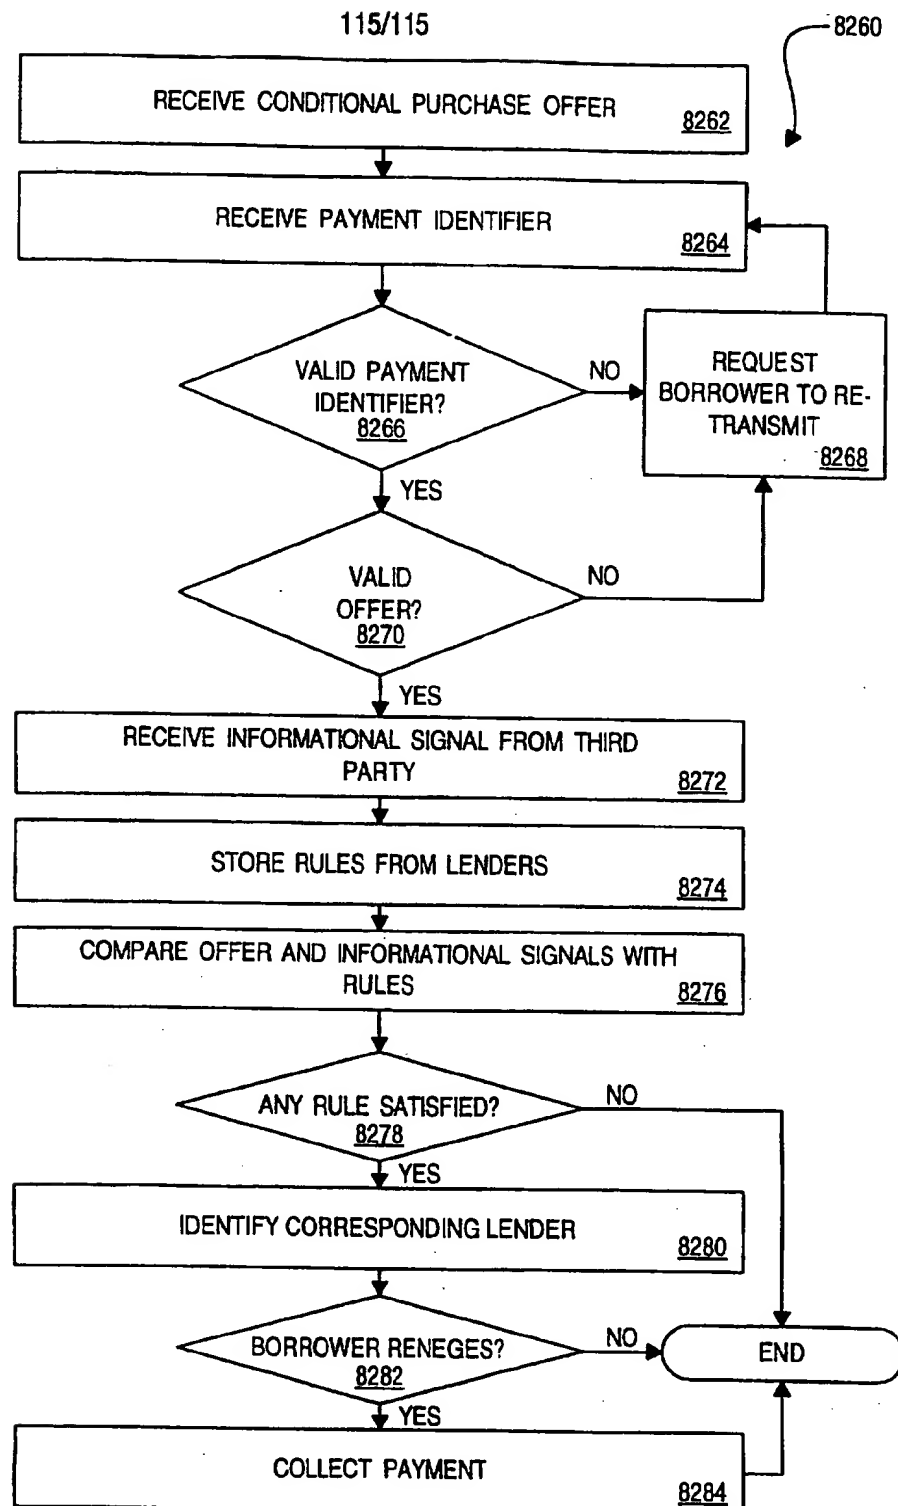 115/115
8260
RECEIVE CONDITIONAL PURCHASE OFFER
8262
RECEIVE PAYMENT IDENTIFIER
8264
VALID PAYMENT
IDENTIFIER?
8266
NO
REQUEST
BORROWER TO RE-
TRANSMIT
8268
YES
VALID
OFFER?
8270
NO
YES
RECEIVE INFORMATIONAL SIGNAL FROM THIRD
PARTY
8272
STORE RULES FROM LENDERS
8274
COMPARE OFFER AND INFORMATIONAL SIGNALS WITH
RULES
8276
ANY RULE SATISFIED?
8278
NO
YES
IDENTIFY CORRESPONDING LENDER
8280
BORROWER RENEGES?
8282
NO
END
YES
COLLECT PAYMENT
8284